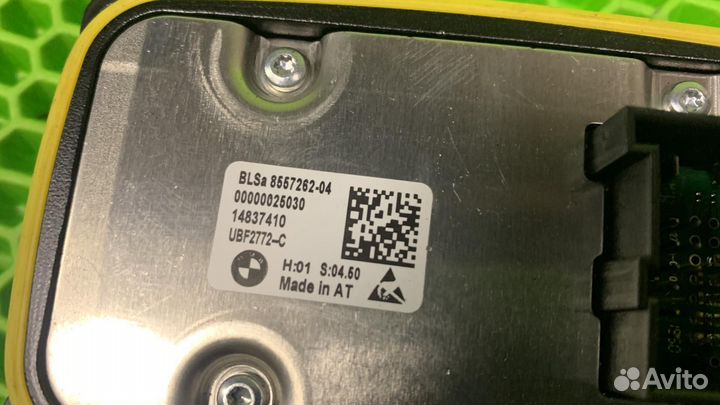 BLSa 8557262-04
00000025030
14837410
UBF2772-C
H:01 S:04.50
Made in AT
Avito